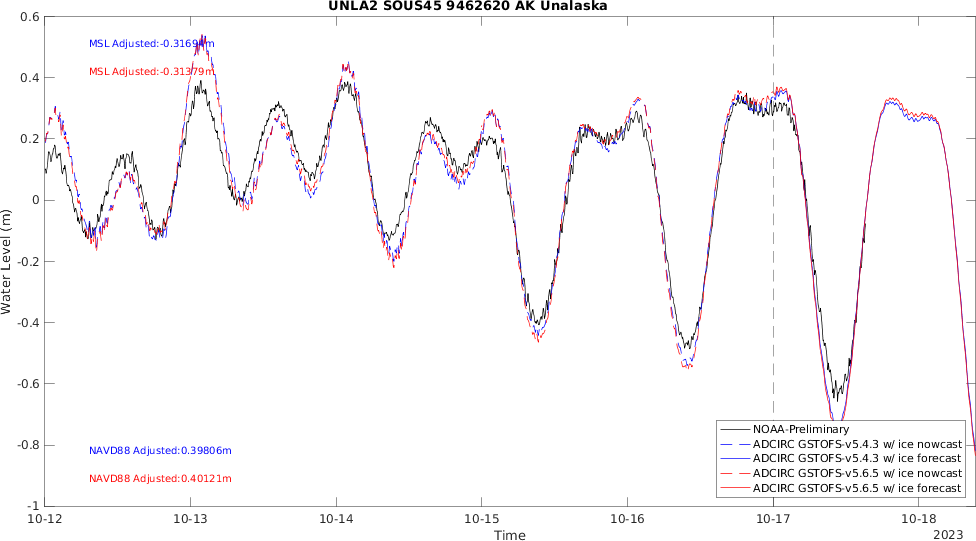 UNLA2 SOUS45 9462620 AK Unalaska
0.6
MSL Adjusted:-0.31694m
MSL Adjusted:-0.31379m
0.4
0.2
0
-0.2
-0.4
-0.6
-0.8
-1
Water Level (m)
NAVD88 Adjusted:0.39806m
NAVD88 Adjusted:0.40121m
NOAA-Preliminary
ADCIRC GSTOFS-v5.4.3 w/ ice nowcast
ADCIRC GSTOFS-v5.4.3 w/ ice forecast
ADCIRC GSTOFS-v5.6.5 w/ ice nowcast
ADCIRC GSTOFS-v5.6.5 w/ ice forecast
10-12 10-13 10-14 10-15 10-16 10-17 10-18
Time
2023